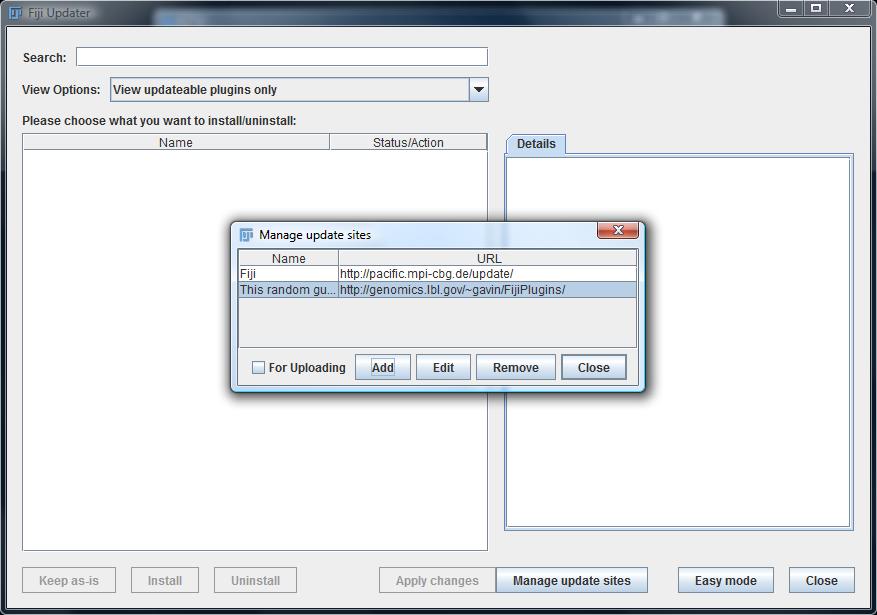 Fiji Updater
Search:
View Options: View updateable plugins only
Please choose what you want to install/uninstall:
Name Status/Action
Details
Manage update sites
Name URL
Fiji http://pacific.mpi-cbg.de/update/
This random gu... http://genomics.lbl.gov/~gavin/FijiPlugins/
For Uploading Add Edit Remove Close
Keep as-is Install Uninstall Apply changes Manage update sites Easy mode Close